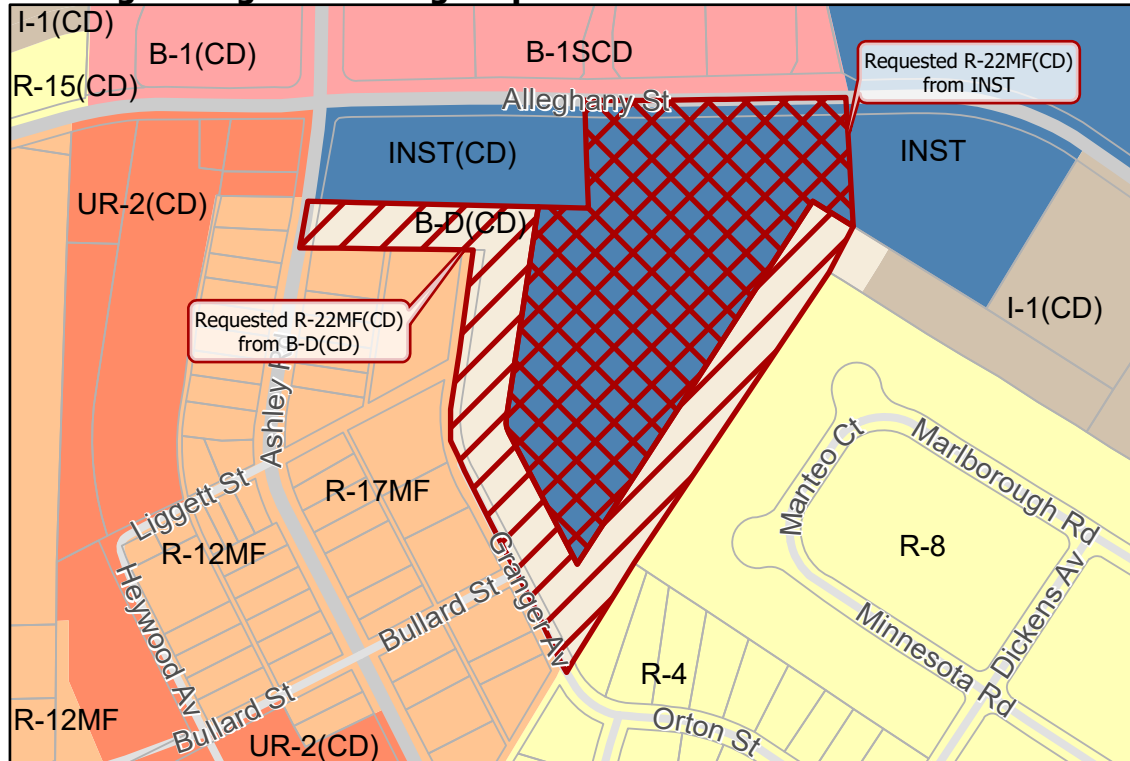 I-1(CD)
B-1(CD)
B-1SCD
R-15(CD)
Requested R-22MF(CD)
from INST
Alleghany St
INST(CD)
INST
UR-2(CD)
B-D(CD)
I-1(CD)
Requested R-22MF(CD)
from B-D(CD)
Ashley Rd
Manteo Ct
Marlborough Rd
R-17MF
Liggett St
R-12MF
R-8
Granger Av
Heywood Av
Bullard St
Minnesota Rd
Dickens Av
R-4
R-12MF
Bullard St
Orton St
UR-2(CD)